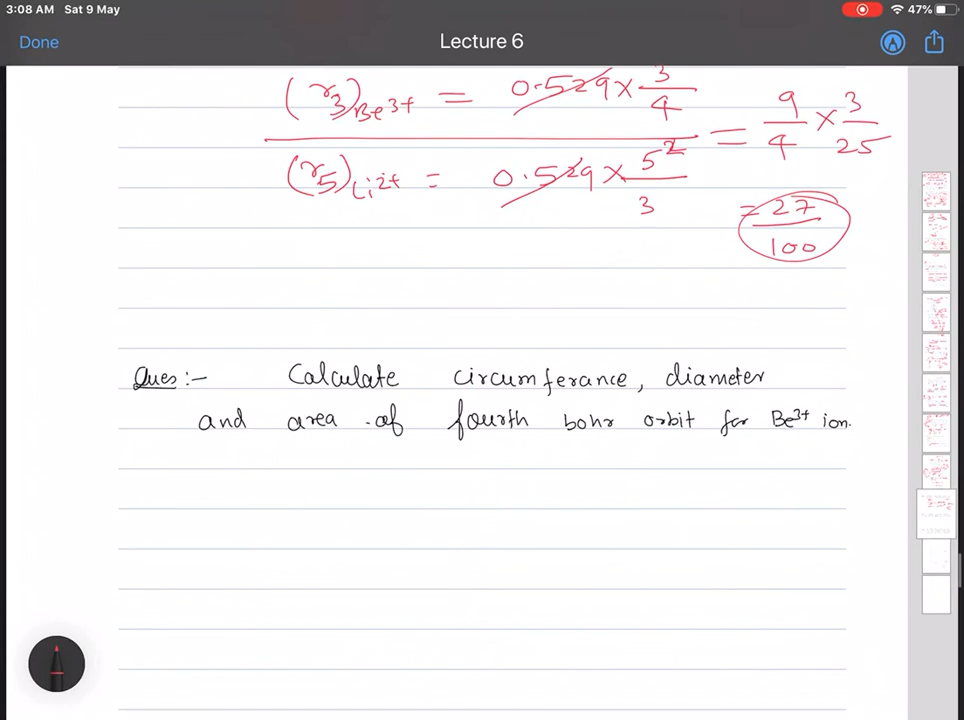 3:08 AM Sat 9 May 47%
Done Lecture 6
(r₃)Be³⁺ = 0.529 × 3/4 = 9/4 × 3/25
(r₅)Li²⁺ = 0.529 × 5²/3
= 27/100
Ques :- Calculate circumferance, diameter
and area of fourth bohr orbit for Be³⁺ ion.